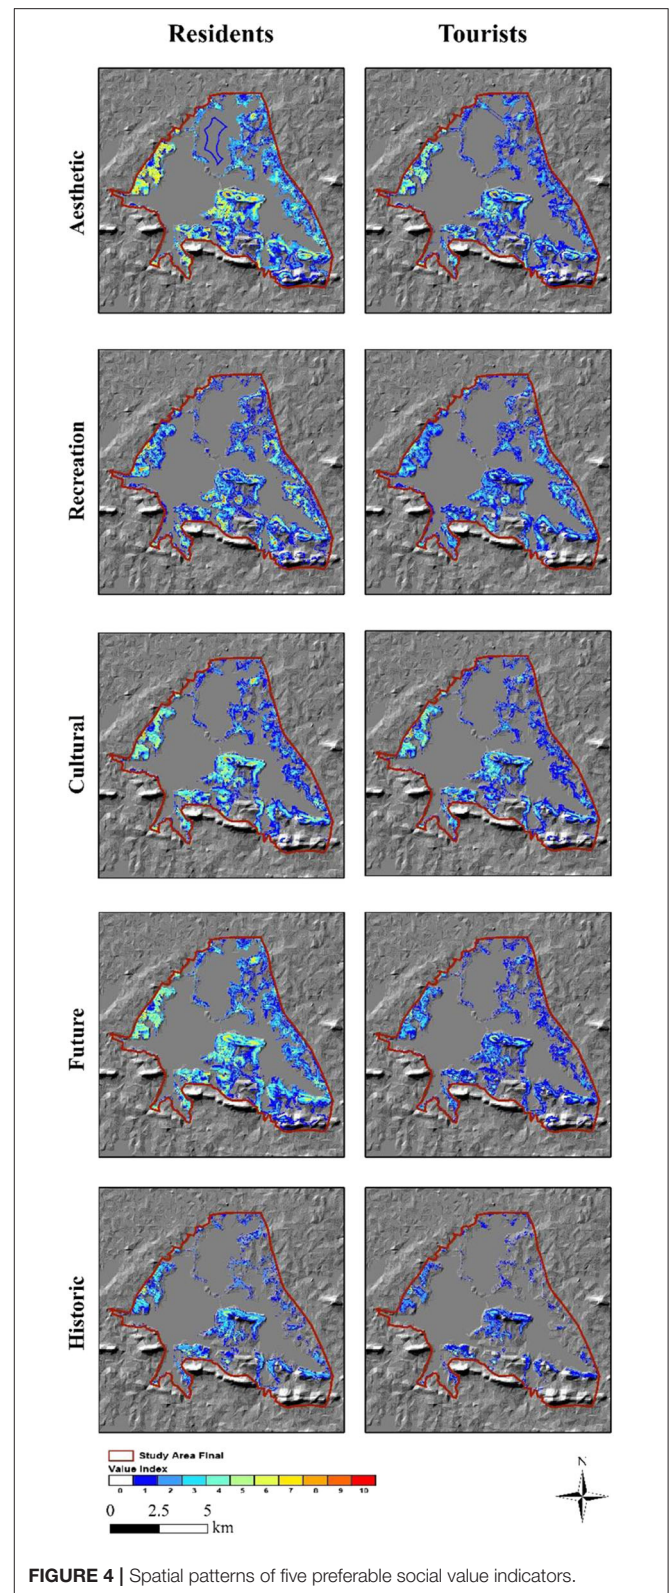 Residents
Tourists
Aesthetic
Recreation
Cultural
Future
Historic
Study Area Final
Value Index
0 1 2 3 4 5 6 7 8 9 10
0 2.5 5
km
N
FIGURE 4 | Spatial patterns of five preferable social value indicators.